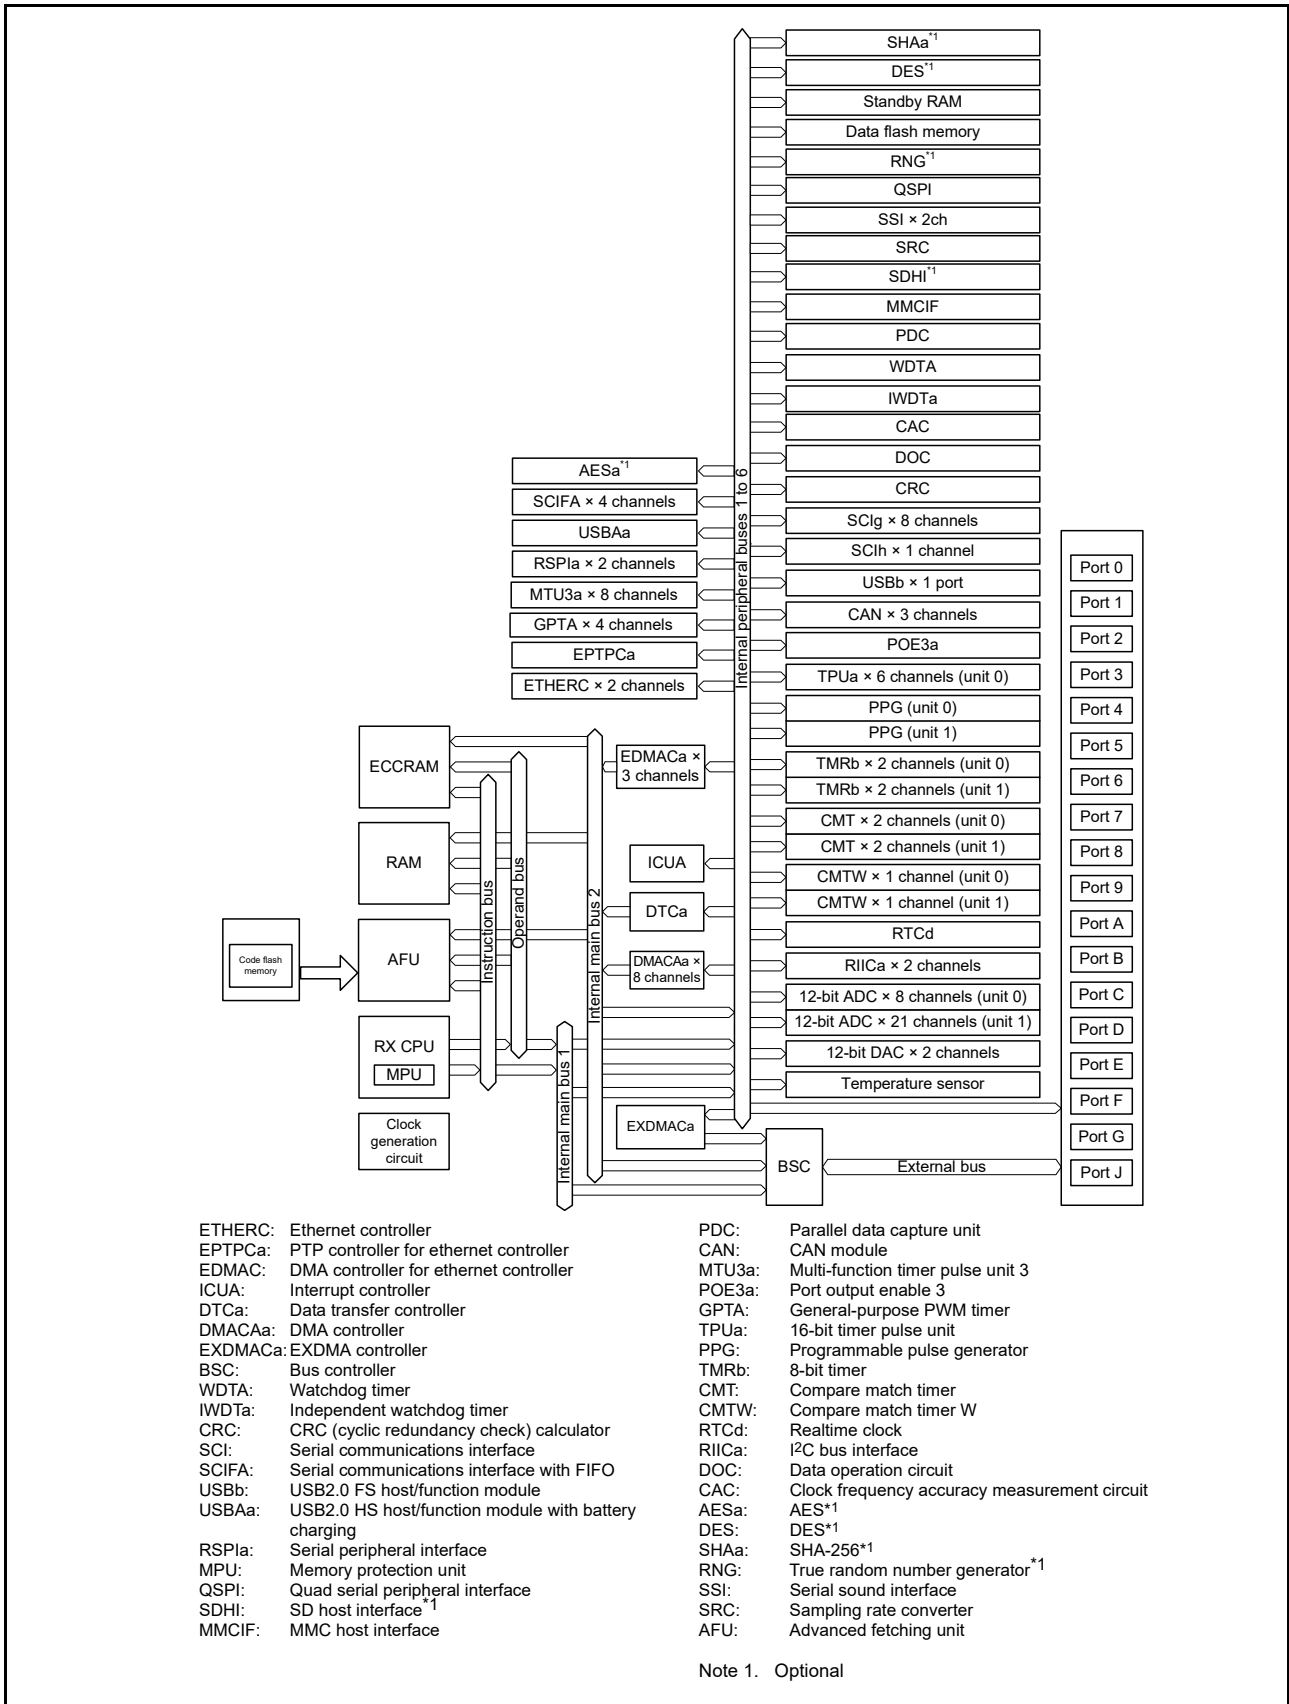 SHAa*1
DES*1
Standby RAM
Data flash memory
RNG*1
QSPI
SSI × 2ch
SRC
SDHI*1
MMCIF
PDC
WDTA
IWDTa
CAC
DOC
CRC
SCIg × 8 channels
SCIh × 1 channel
USBb × 1 port
CAN × 3 channels
POE3a
TPUa × 6 channels (unit 0)
PPG (unit 0)
PPG (unit 1)
TMRb × 2 channels (unit 0)
TMRb × 2 channels (unit 1)
CMT × 2 channels (unit 0)
CMT × 2 channels (unit 1)
CMTW × 1 channel (unit 0)
CMTW × 1 channel (unit 1)
RTCd
RIICa × 2 channels
12-bit ADC × 8 channels (unit 0)
12-bit ADC × 21 channels (unit 1)
12-bit DAC × 2 channels
Temperature sensor
Internal peripheral buses 1 to 6
AESa*1
SCIFA × 4 channels
USBAa
RSPIa × 2 channels
MTU3a × 8 channels
GPTA × 4 channels
EPTPCa
ETHERC × 2 channels
Port 0
Port 1
Port 2
Port 3
Port 4
Port 5
Port 6
Port 7
Port 8
Port 9
Port A
Port B
Port C
Port D
Port E
Port F
Port G
Port J
ECCRAM
RAM
AFU
Code flash
memory
RX CPU
MPU
Clock
generation
circuit
Instruction bus
Operand bus
Internal main bus 1
Internal main bus 2
EDMACa ×
3 channels
ICUA
DTCa
DMACAa ×
8 channels
EXDMACa
BSC
External bus
ETHERC: Ethernet controller
EPTPCa: PTP controller for ethernet controller
EDMAC: DMA controller for ethernet controller
ICUA: Interrupt controller
DTCa: Data transfer controller
DMACAa: DMA controller
EXDMACa: EXDMA controller
BSC: Bus controller
WDTA: Watchdog timer
IWDTa: Independent watchdog timer
CRC: CRC (cyclic redundancy check) calculator
SCI: Serial communications interface
SCIFA: Serial communications interface with FIFO
USBb: USB2.0 FS host/function module
USBAa: USB2.0 HS host/function module with battery
charging
RSPIa: Serial peripheral interface
MPU: Memory protection unit
QSPI: Quad serial peripheral interface
SDHI: SD host interface*1
MMCIF: MMC host interface
PDC: Parallel data capture unit
CAN: CAN module
MTU3a: Multi-function timer pulse unit 3
POE3a: Port output enable 3
GPTA: General-purpose PWM timer
TPUa: 16-bit timer pulse unit
PPG: Programmable pulse generator
TMRb: 8-bit timer
CMT: Compare match timer
CMTW: Compare match timer W
RTCd: Realtime clock
RIICa: I2C bus interface
DOC: Data operation circuit
CAC: Clock frequency accuracy measurement circuit
AESa: AES*1
DES: DES*1
SHAa: SHA-256*1
RNG: True random number generator*1
SSI: Serial sound interface
SRC: Sampling rate converter
AFU: Advanced fetching unit
Note 1. Optional